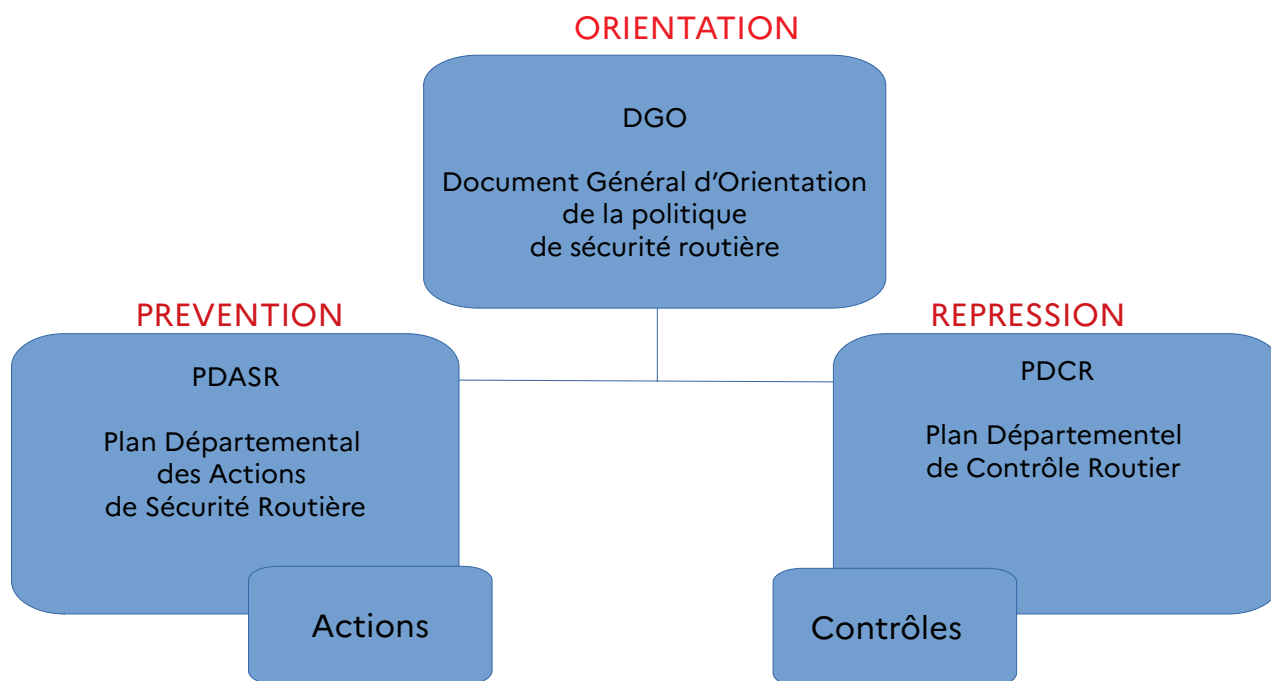 ORIENTATION
DGO
Document Général d’Orientation
de la politique
de sécurité routière
PREVENTION
PDASR
Plan Départemental
des Actions
de Sécurité Routière
Actions
REPRESSION
PDCR
Plan Départementel
de Contrôle Routier
Contrôles